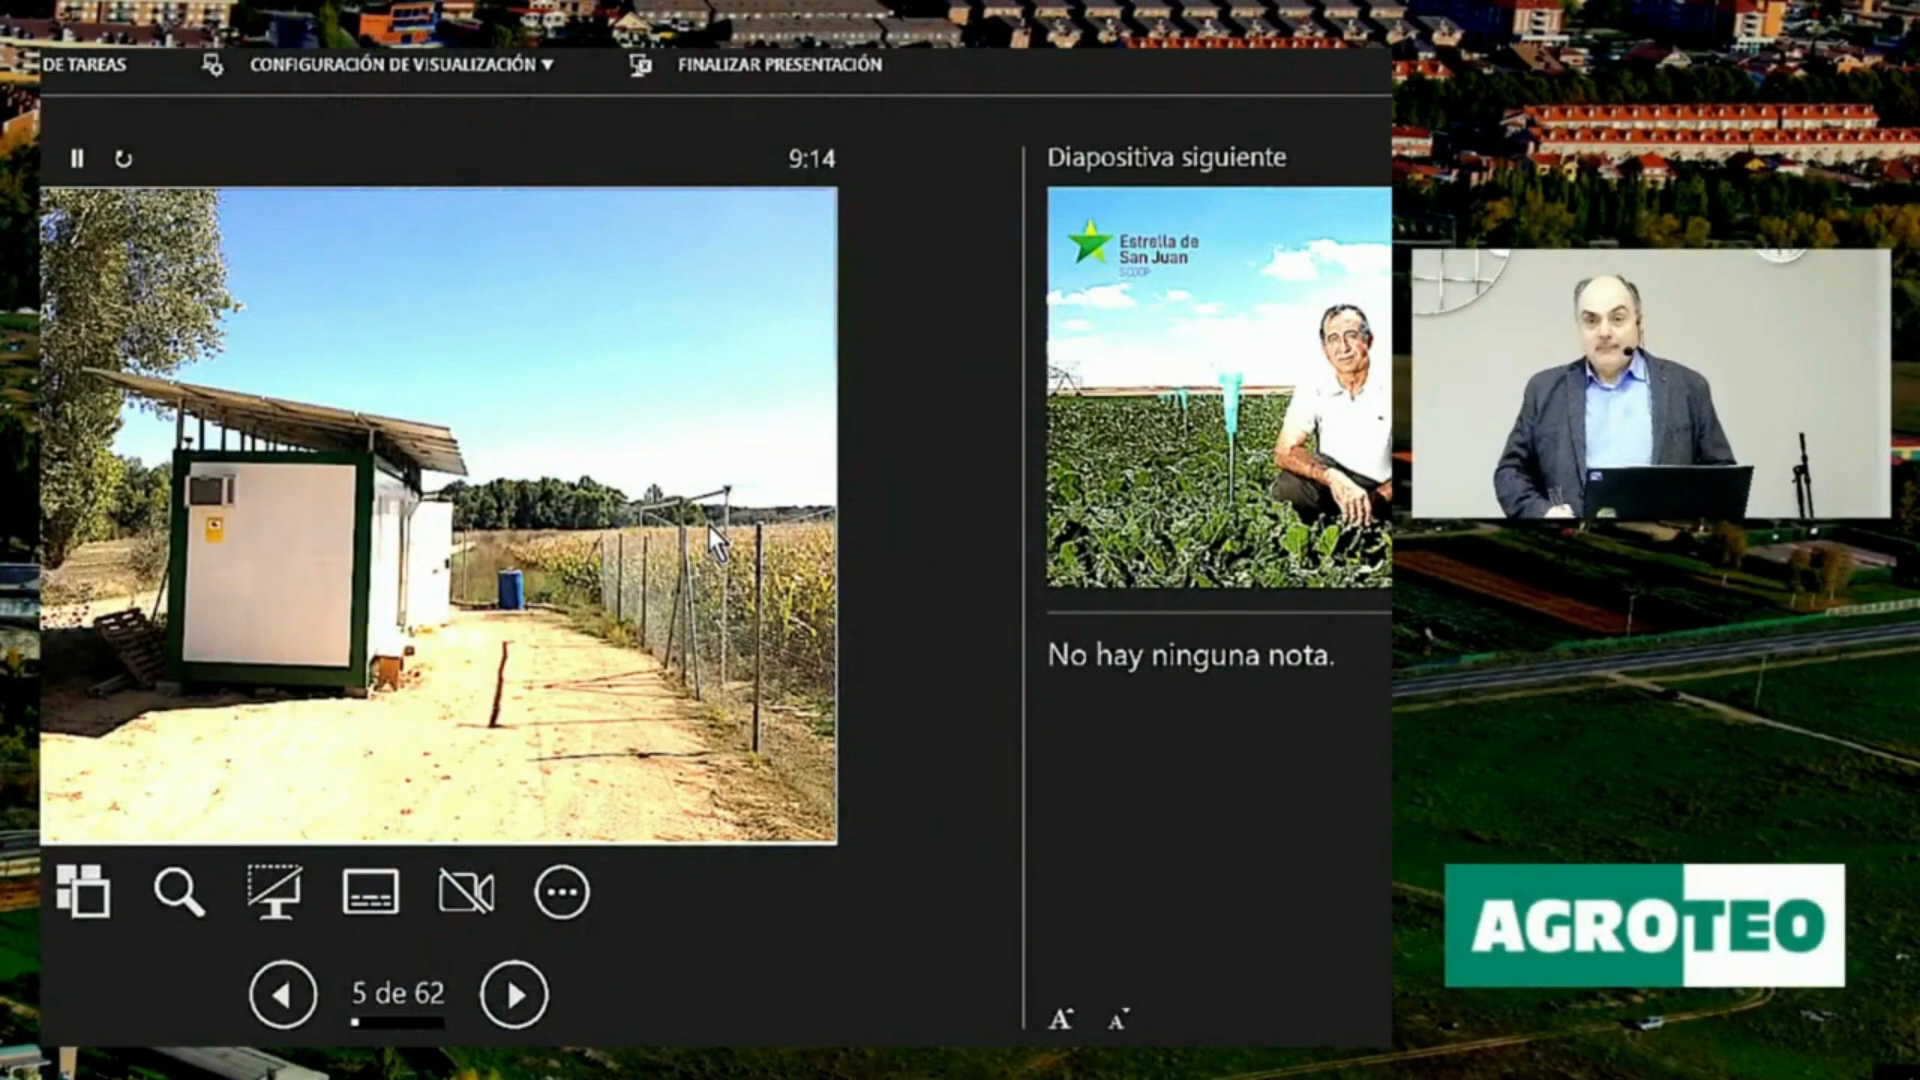 DE TAREAS
CONFIGURACIÓN DE VISUALIZACIÓN ▼
FINALIZAR PRESENTACIÓN
9:14
Diapositiva siguiente
Estrella de
San Juan
SCOOP
No hay ninguna nota.
5 de 62
A A
AGROTEO